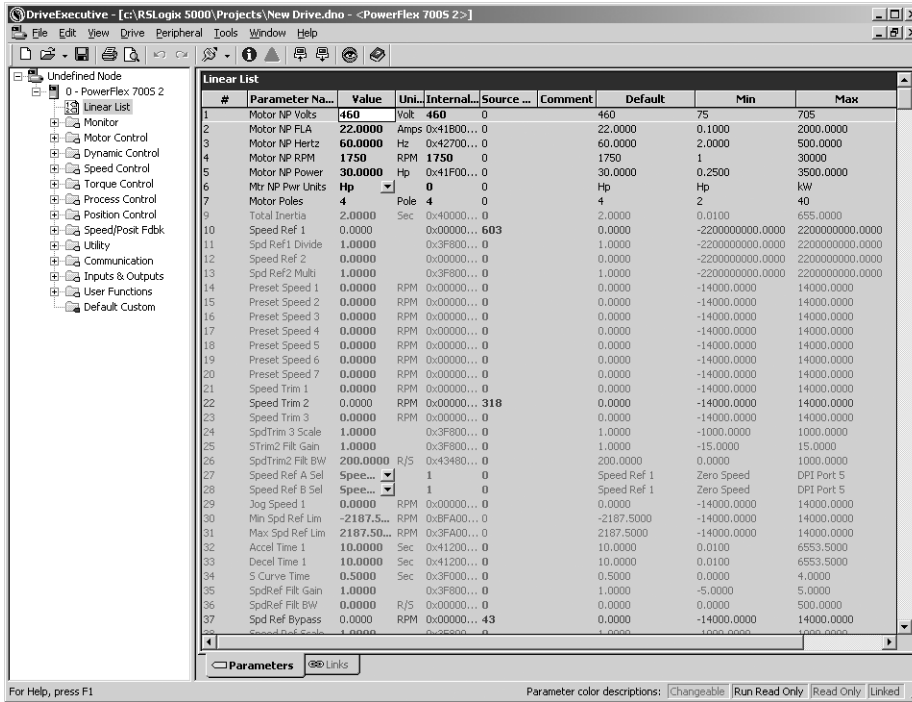 DriveExecutive - [c:\RSLogix 5000\Projects\New Drive.dno - <PowerFlex 700S 2>]
File Edit View Drive Peripheral Tools Window Help
Undefined Node
0 - PowerFlex 700S 2
Linear List
Monitor
Motor Control
Dynamic Control
Speed Control
Torque Control
Process Control
Position Control
Speed/Posit Fdbk
Utility
Communication
Inputs & Outputs
User Functions
Default Custom
Linear List
# Parameter Na... Value Uni... Internal... Source ... Comment Default Min Max
1 Motor NP Volts 460 Volt 460 0 460 75 705
2 Motor NP FLA 22.0000 Amps 0x41B00... 0 22.0000 0.1000 2000.0000
3 Motor NP Hertz 60.0000 Hz 0x42700... 0 60.0000 2.0000 500.0000
4 Motor NP RPM 1750 RPM 1750 0 1750 1 30000
5 Motor NP Power 30.0000 Hp 0x41F00... 0 30.0000 0.2500 3500.0000
6 Mtr NP Pwr Units Hp 0 0 Hp Hp kW
7 Motor Poles 4 Pole 4 0 4 2 40
9 Total Inertia 2.0000 Sec 0x40000... 0 2.0000 0.0100 655.0000
10 Speed Ref 1 0.0000 0x00000... 603 0.0000 -2200000000.0000 2200000000.0000
11 Spd Ref1 Divide 1.0000 0x3F800... 0 1.0000 -2200000000.0000 2200000000.0000
12 Speed Ref 2 0.0000 0x00000... 0 0.0000 -2200000000.0000 2200000000.0000
13 Spd Ref2 Multi 1.0000 0x3F800... 0 1.0000 -2200000000.0000 2200000000.0000
14 Preset Speed 1 0.0000 RPM 0x00000... 0 0.0000 -14000.0000 14000.0000
15 Preset Speed 2 0.0000 RPM 0x00000... 0 0.0000 -14000.0000 14000.0000
16 Preset Speed 3 0.0000 RPM 0x00000... 0 0.0000 -14000.0000 14000.0000
17 Preset Speed 4 0.0000 RPM 0x00000... 0 0.0000 -14000.0000 14000.0000
18 Preset Speed 5 0.0000 RPM 0x00000... 0 0.0000 -14000.0000 14000.0000
19 Preset Speed 6 0.0000 RPM 0x00000... 0 0.0000 -14000.0000 14000.0000
20 Preset Speed 7 0.0000 RPM 0x00000... 0 0.0000 -14000.0000 14000.0000
21 Speed Trim 1 0.0000 RPM 0x00000... 0 0.0000 -14000.0000 14000.0000
22 Speed Trim 2 0.0000 RPM 0x00000... 318 0.0000 -14000.0000 14000.0000
23 Speed Trim 3 0.0000 RPM 0x00000... 0 0.0000 -14000.0000 14000.0000
24 SpdTrim 3 Scale 1.0000 0x3F800... 0 1.0000 -1000.0000 1000.0000
25 STrim2 Filt Gain 1.0000 0x3F800... 0 1.0000 -15.0000 15.0000
26 SpdTrim2 Filt BW 200.0000 R/S 0x43480... 0 200.0000 0.0000 1000.0000
27 Speed Ref A Sel Spee... 1 0 Speed Ref 1 Zero Speed DPI Port 5
28 Speed Ref B Sel Spee... 1 0 Speed Ref 1 Zero Speed DPI Port 5
29 Jog Speed 1 0.0000 RPM 0x00000... 0 0.0000 -14000.0000 14000.0000
30 Min Spd Ref Lim -2187.5... RPM 0xBFA00... 0 -2187.5000 -14000.0000 14000.0000
31 Max Spd Ref Lim 2187.50... RPM 0x3FA00... 0 2187.5000 -14000.0000 14000.0000
32 Accel Time 1 10.0000 Sec 0x41200... 0 10.0000 0.0100 6553.5000
33 Decel Time 1 10.0000 Sec 0x41200... 0 10.0000 0.0100 6553.5000
34 S Curve Time 0.5000 Sec 0x3F000... 0 0.5000 0.0000 4.0000
35 SpdRef Filt Gain 1.0000 0x3F800... 0 1.0000 -5.0000 5.0000
36 SpdRef Filt BW 0.0000 R/S 0x00000... 0 0.0000 0.0000 500.0000
37 Spd Ref Bypass 0.0000 RPM 0x00000... 43 0.0000 -14000.0000 14000.0000
Parameters Links
For Help, press F1 Parameter color descriptions: Changeable Run Read Only Read Only Linked